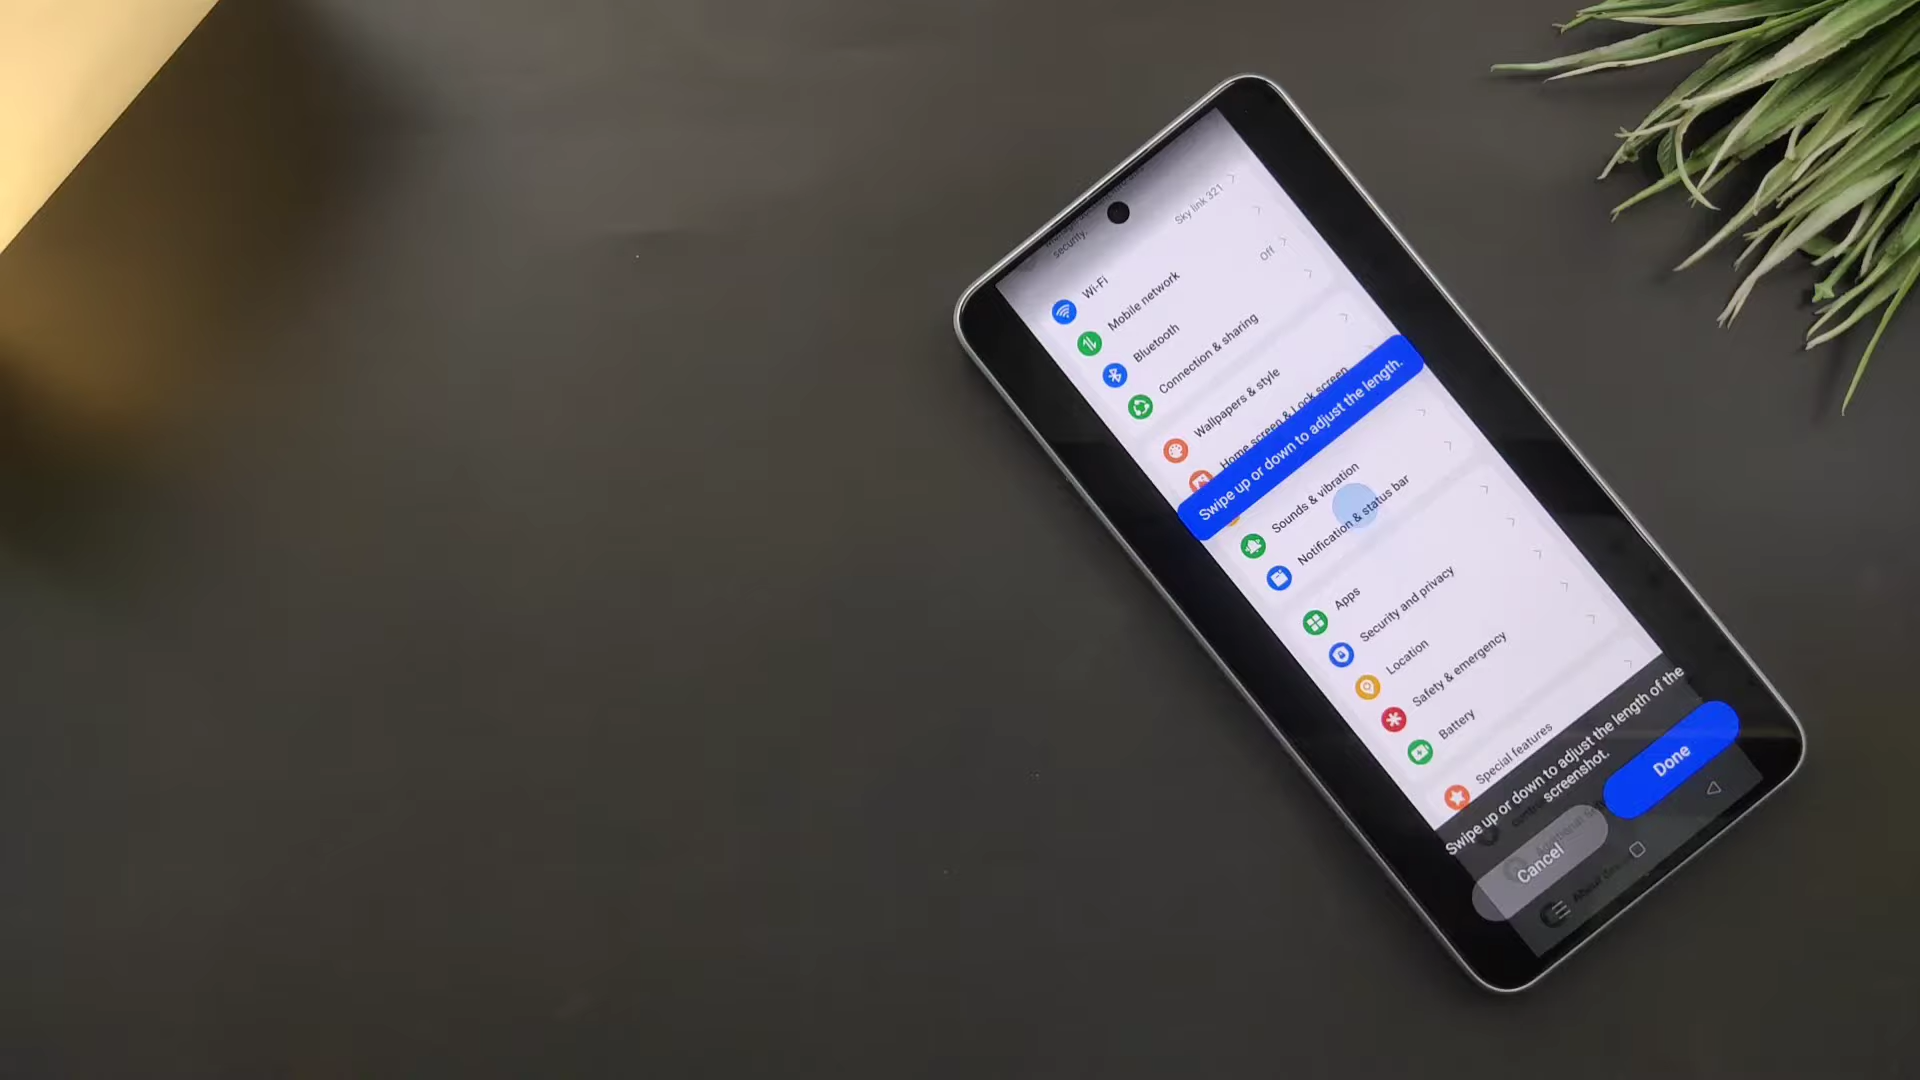 security.
Wi-Fi
Sky link 321
Mobile network
Bluetooth
Off
Connection & sharing
Wallpapers & style
Home screen & Lock screen
Swipe up or down to adjust the length.
Sounds & vibration
Notification & status bar
Apps
Security and privacy
Location
Safety & emergency
Battery
Special features
Swipe up or down to adjust the length of the
screenshot.
Cancel
Done